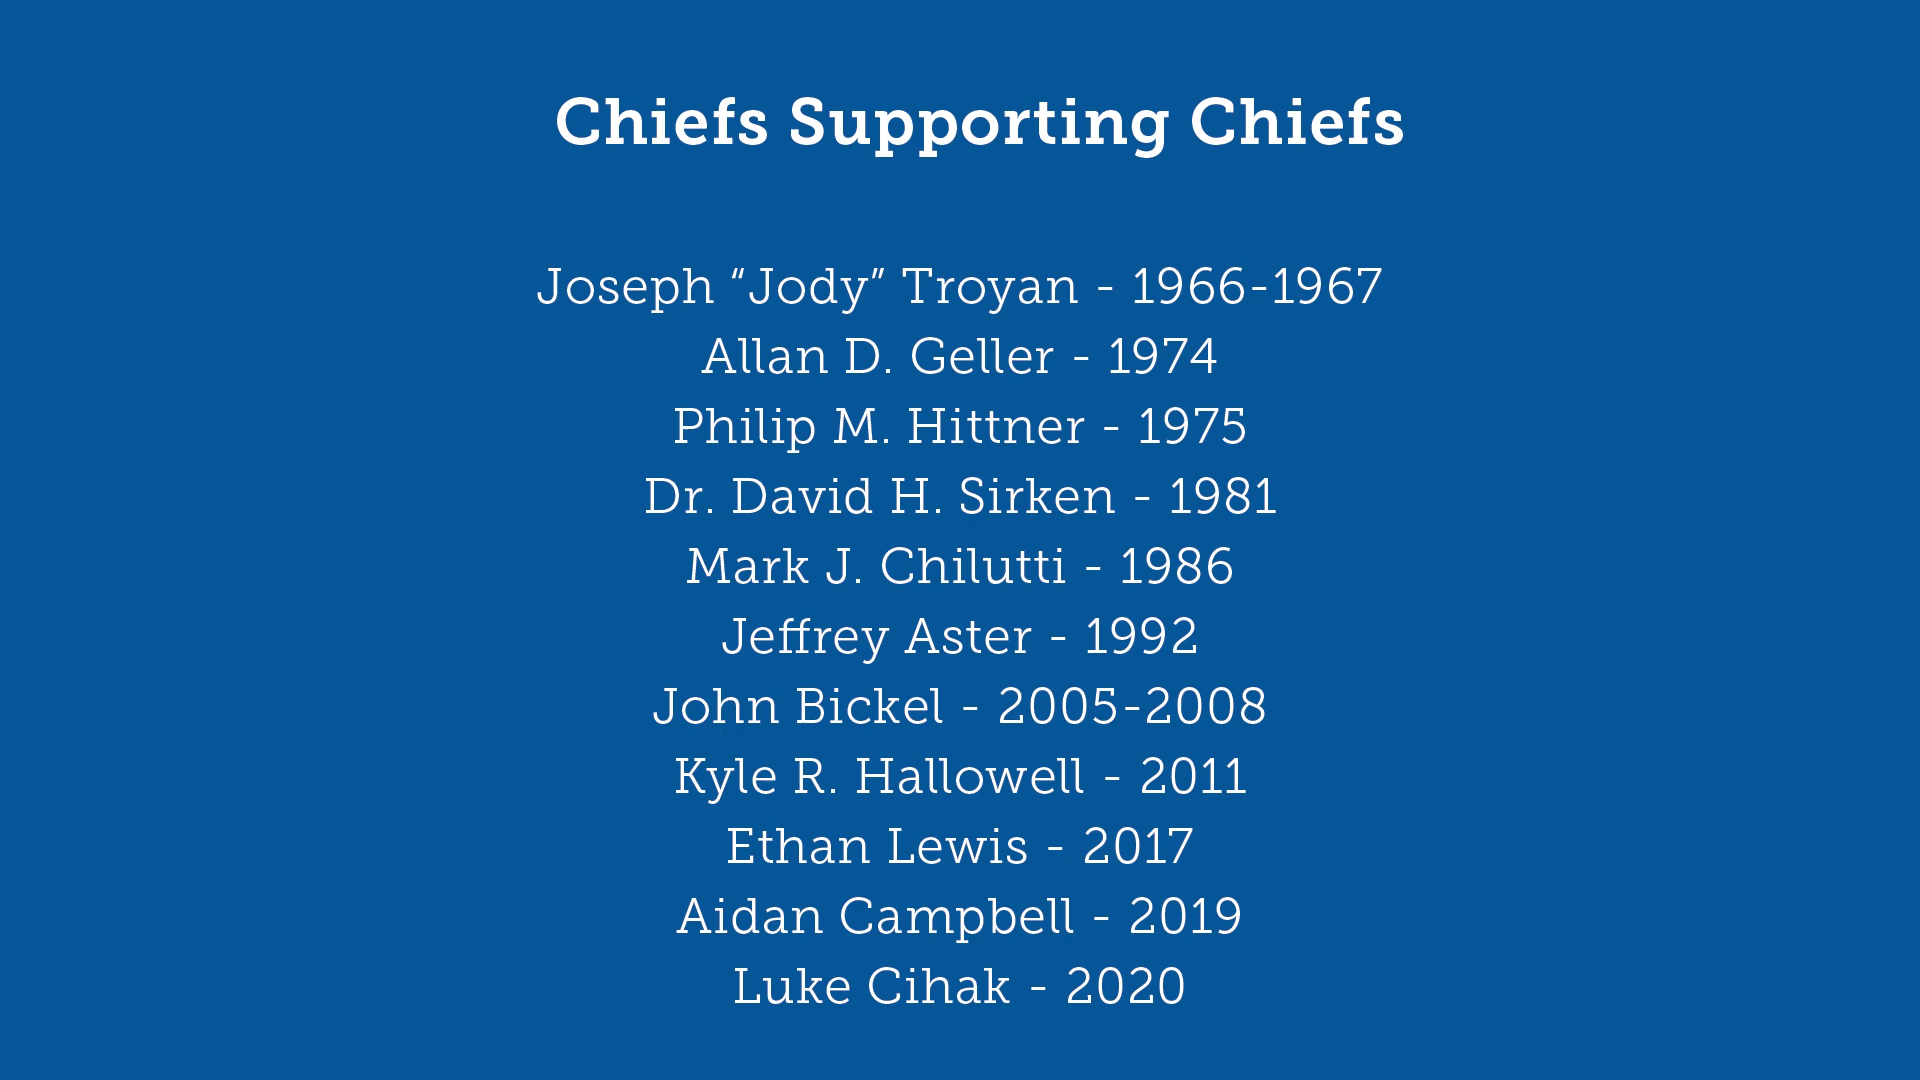 Chiefs Supporting Chiefs
Joseph “Jody” Troyan - 1966-1967
Allan D. Geller - 1974
Philip M. Hittner - 1975
Dr. David H. Sirken - 1981
Mark J. Chilutti - 1986
Jeffrey Aster - 1992
John Bickel - 2005-2008
Kyle R. Hallowell - 2011
Ethan Lewis - 2017
Aidan Campbell - 2019
Luke Cihak - 2020